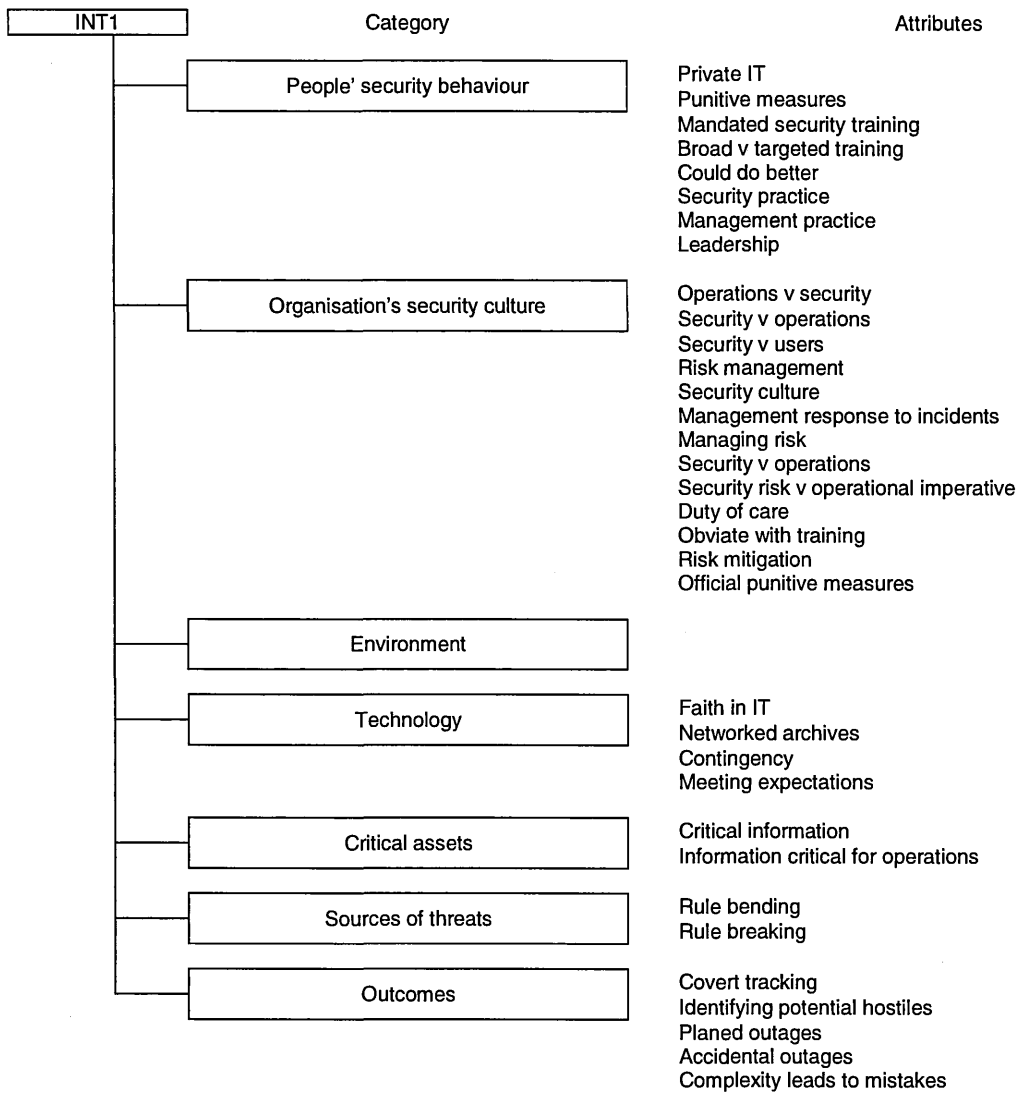 INT1 Category Attributes
People' security behaviour
Private IT
Punitive measures
Mandated security training
Broad v targeted training
Could do better
Security practice
Management practice
Leadership
Organisation's security culture
Operations v security
Security v operations
Security v users
Risk management
Security culture
Management response to incidents
Managing risk
Security v operations
Security risk v operational imperative
Duty of care
Obviate with training
Risk mitigation
Official punitive measures
Environment
Technology
Faith in IT
Networked archives
Contingency
Meeting expectations
Critical assets
Critical information
Information critical for operations
Sources of threats
Rule bending
Rule breaking
Outcomes
Covert tracking
Identifying potential hostiles
Planed outages
Accidental outages
Complexity leads to mistakes